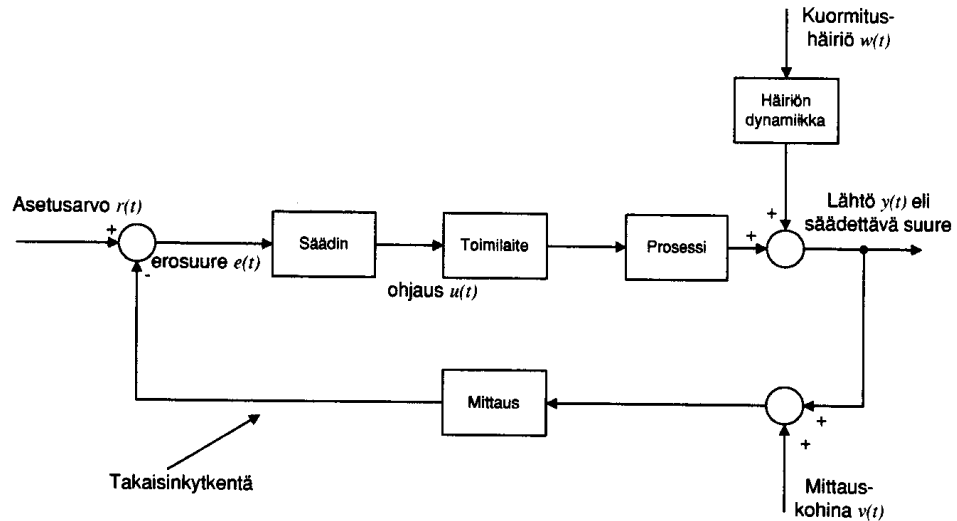 Kuormitus-
häiriö w(t)
Häiriön
dynamiikka
Asetusarvo r(t)
+
Lähtö y(t) eli
säädettävä suure
+
Säädin
Toimilaite
Prosessi
+
erosuure e(t)
-
ohjaus u(t)
Mittaus
+
+
Takaisinkytkentä
Mittaus-
kohina v(t)